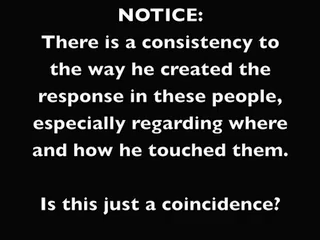 NOTICE:
There is a consistency to
the way he created the
response in these people,
especially regarding where
and how he touched them.
Is this just a coincidence?